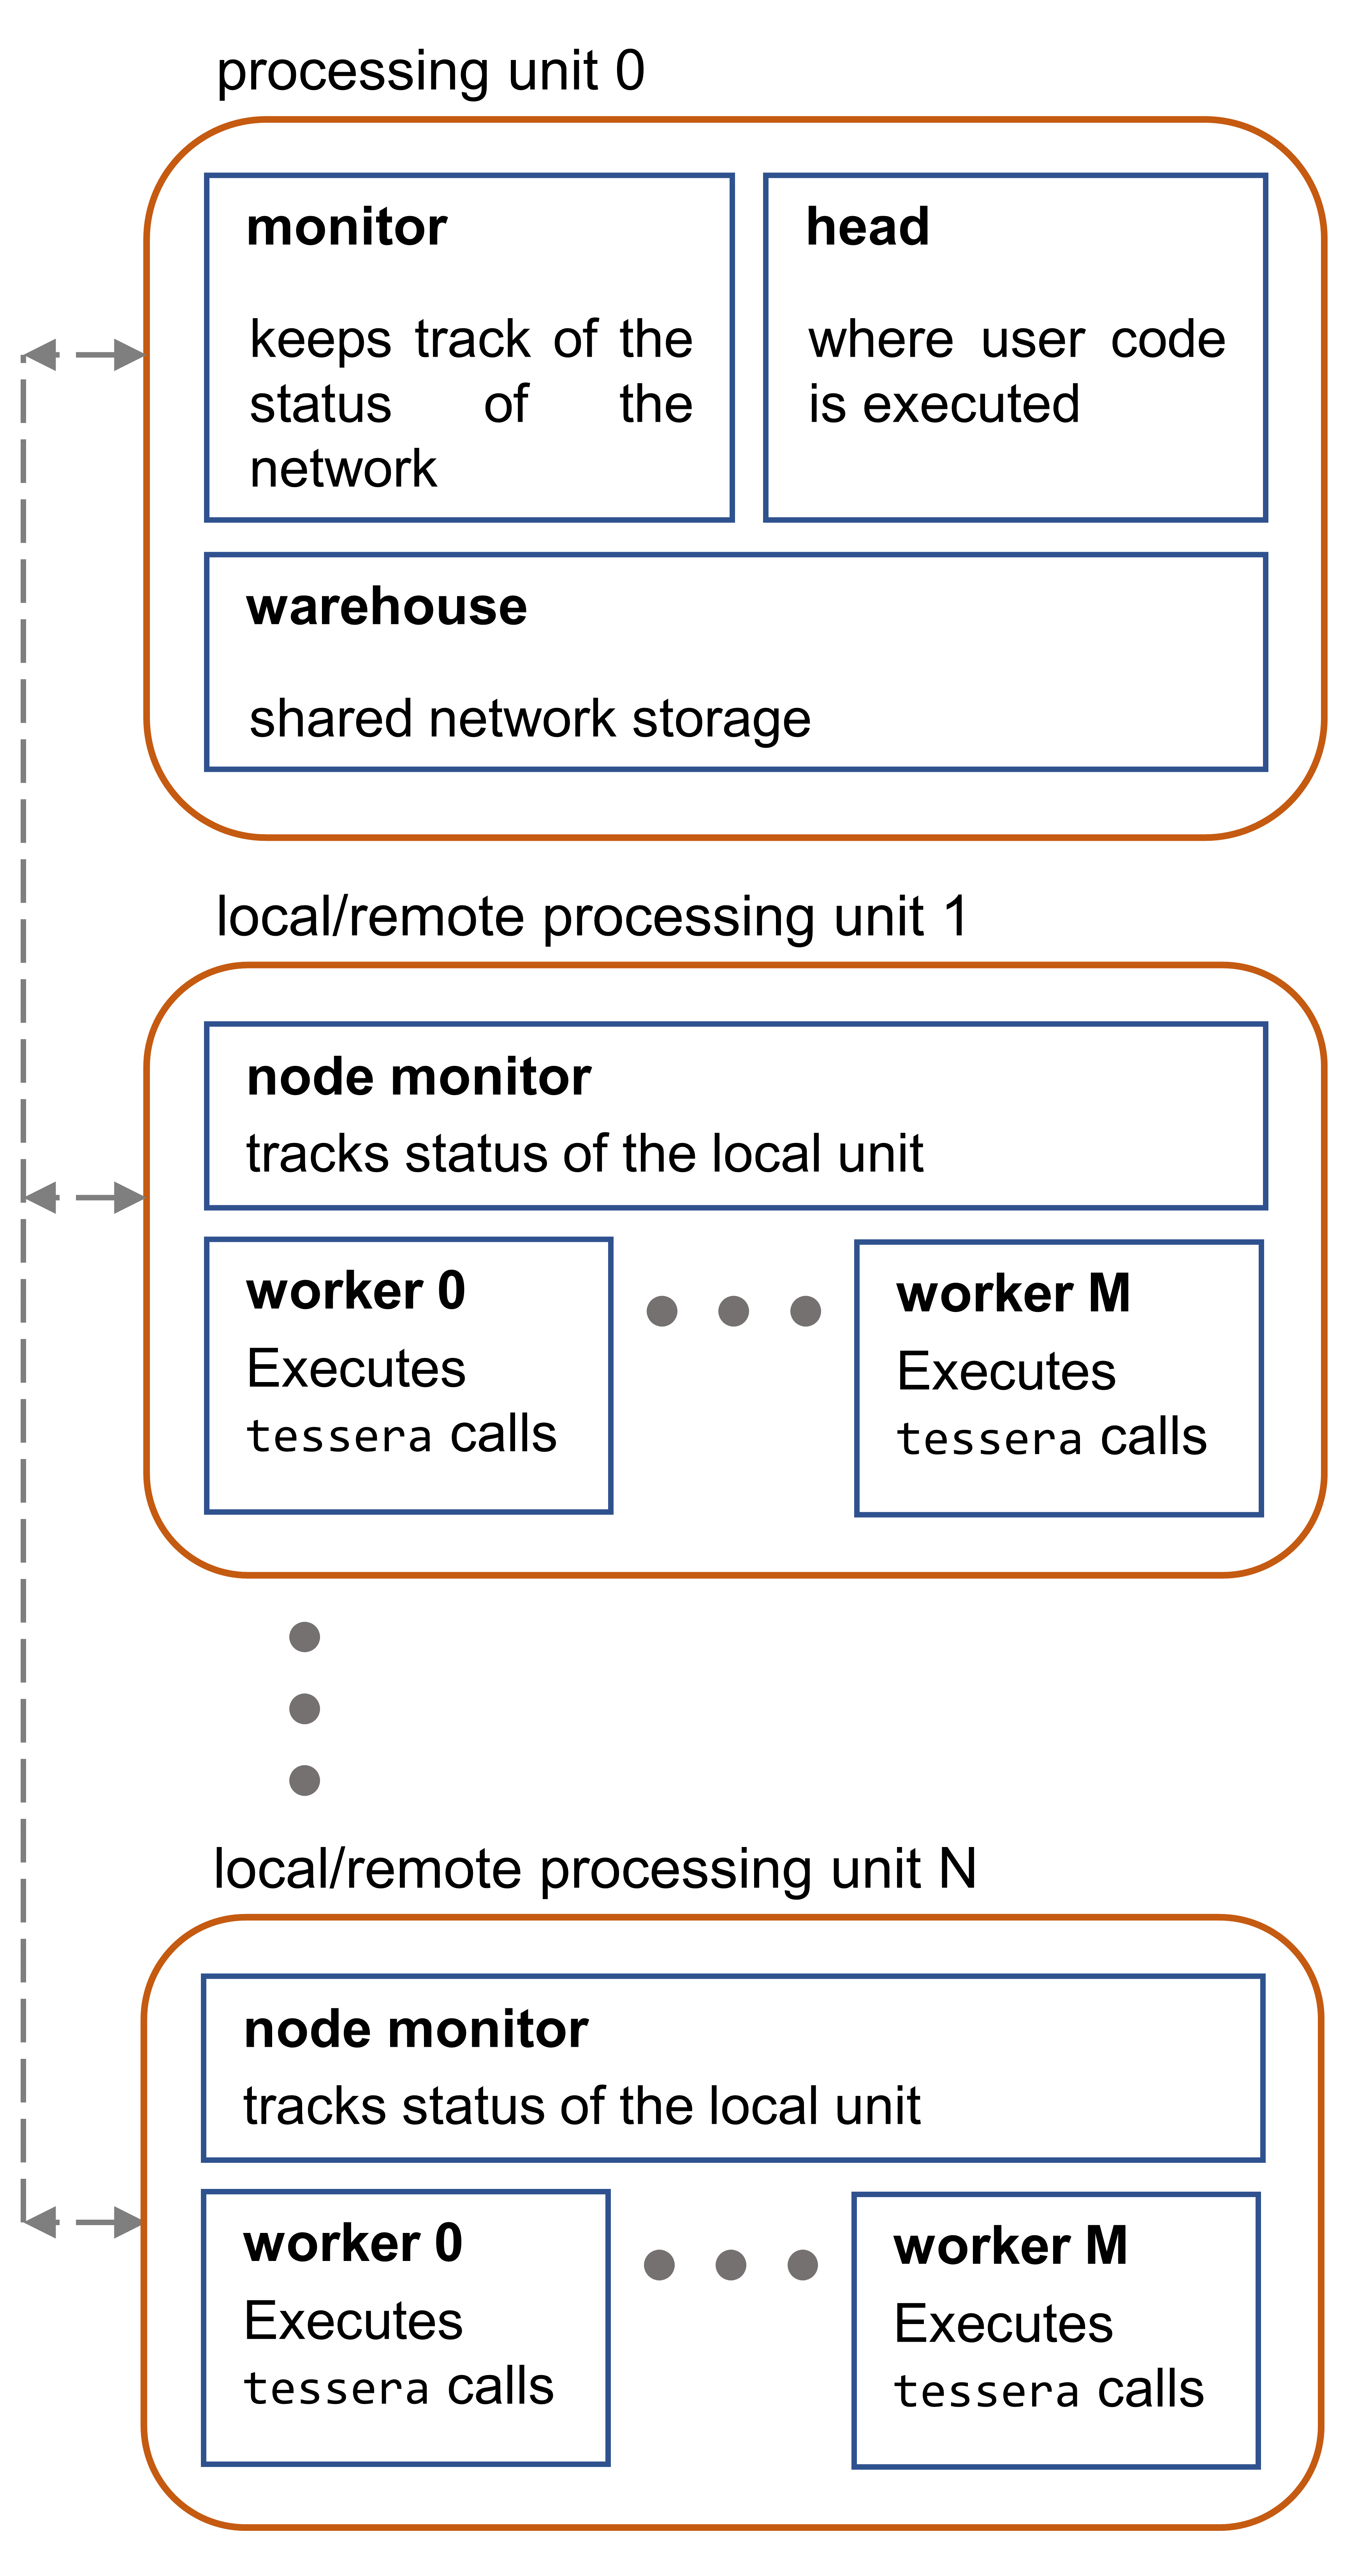 processing unit 0
monitor
keeps track of the
status of the
network
head
where user code
is executed
warehouse
shared network storage
local/remote processing unit 1
node monitor
tracks status of the local unit
worker 0
Executes
tessera calls
worker M
Executes
tessera calls
local/remote processing unit N
node monitor
tracks status of the local unit
worker 0
Executes
tessera calls
worker M
Executes
tessera calls